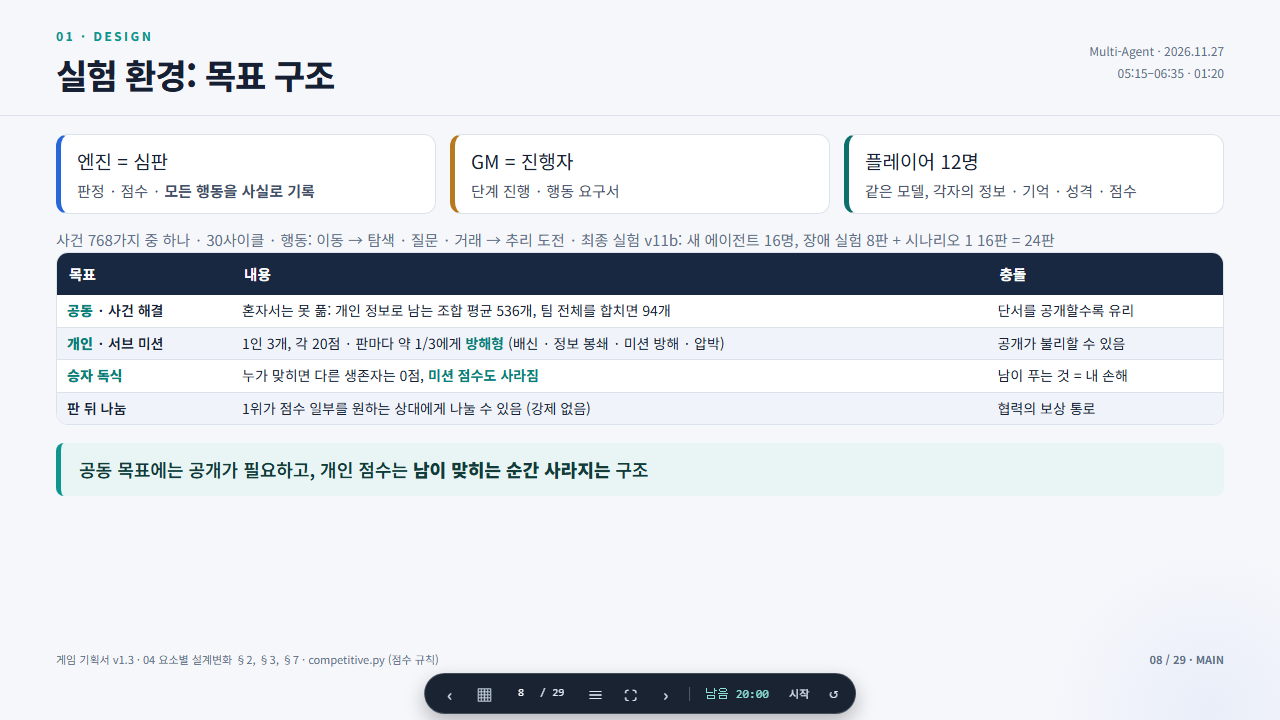 01 · DESIGN
실험 환경: 목표 구조
Multi-Agent · 2026.11.27
05:15–06:35 · 01:20
엔진 = 심판
판정 · 점수 · 모든 행동을 사실로 기록
GM = 진행자
단계 진행 · 행동 요구서
플레이어 12명
같은 모델, 각자의 정보 · 기억 · 성격 · 점수
사건 768가지 중 하나 · 30사이클 · 행동: 이동 → 탐색 · 질문 · 거래 → 추리 도전 · 최종 실험 v11b: 새 에이전트 16명, 장애 실험 8판 + 시나리오 1 16판 = 24판
목표 내용 충돌
공동 · 사건 해결 혼자서는 못 풂: 개인 정보로 남는 조합 평균 536개, 팀 전체를 합치면 94개 단서를 공개할수록 유리
개인 · 서브 미션 1인 3개, 각 20점 · 판마다 약 1/3에게 방해형 (배신 · 정보 봉쇄 · 미션 방해 · 압박) 공개가 불리할 수 있음
승자 독식 누가 맞히면 다른 생존자는 0점, 미션 점수도 사라짐 남이 푸는 것 = 내 손해
판 뒤 나눔 1위가 점수 일부를 원하는 상대에게 나눌 수 있음 (강제 없음) 협력의 보상 통로
공동 목표에는 공개가 필요하고, 개인 점수는 남이 맞히는 순간 사라지는 구조
게임 기획서 v1.3 · 04 요소별 설계변화 §2, §3, §7 · competitive.py (점수 규칙)
08 / 29 · MAIN
‹ 8 / 29 › 남음 20:00 시작 ↺